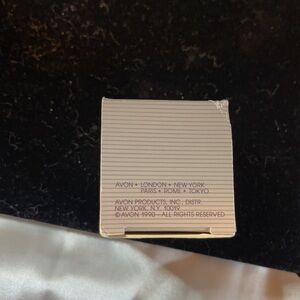 AVON • LONDON • NEW YORK
PARIS • ROME • TOKYO
AVON PRODUCTS, INC., DISTR.
NEW YORK, N.Y. 10019
© AVON 1990—ALL RIGHTS RESERVED